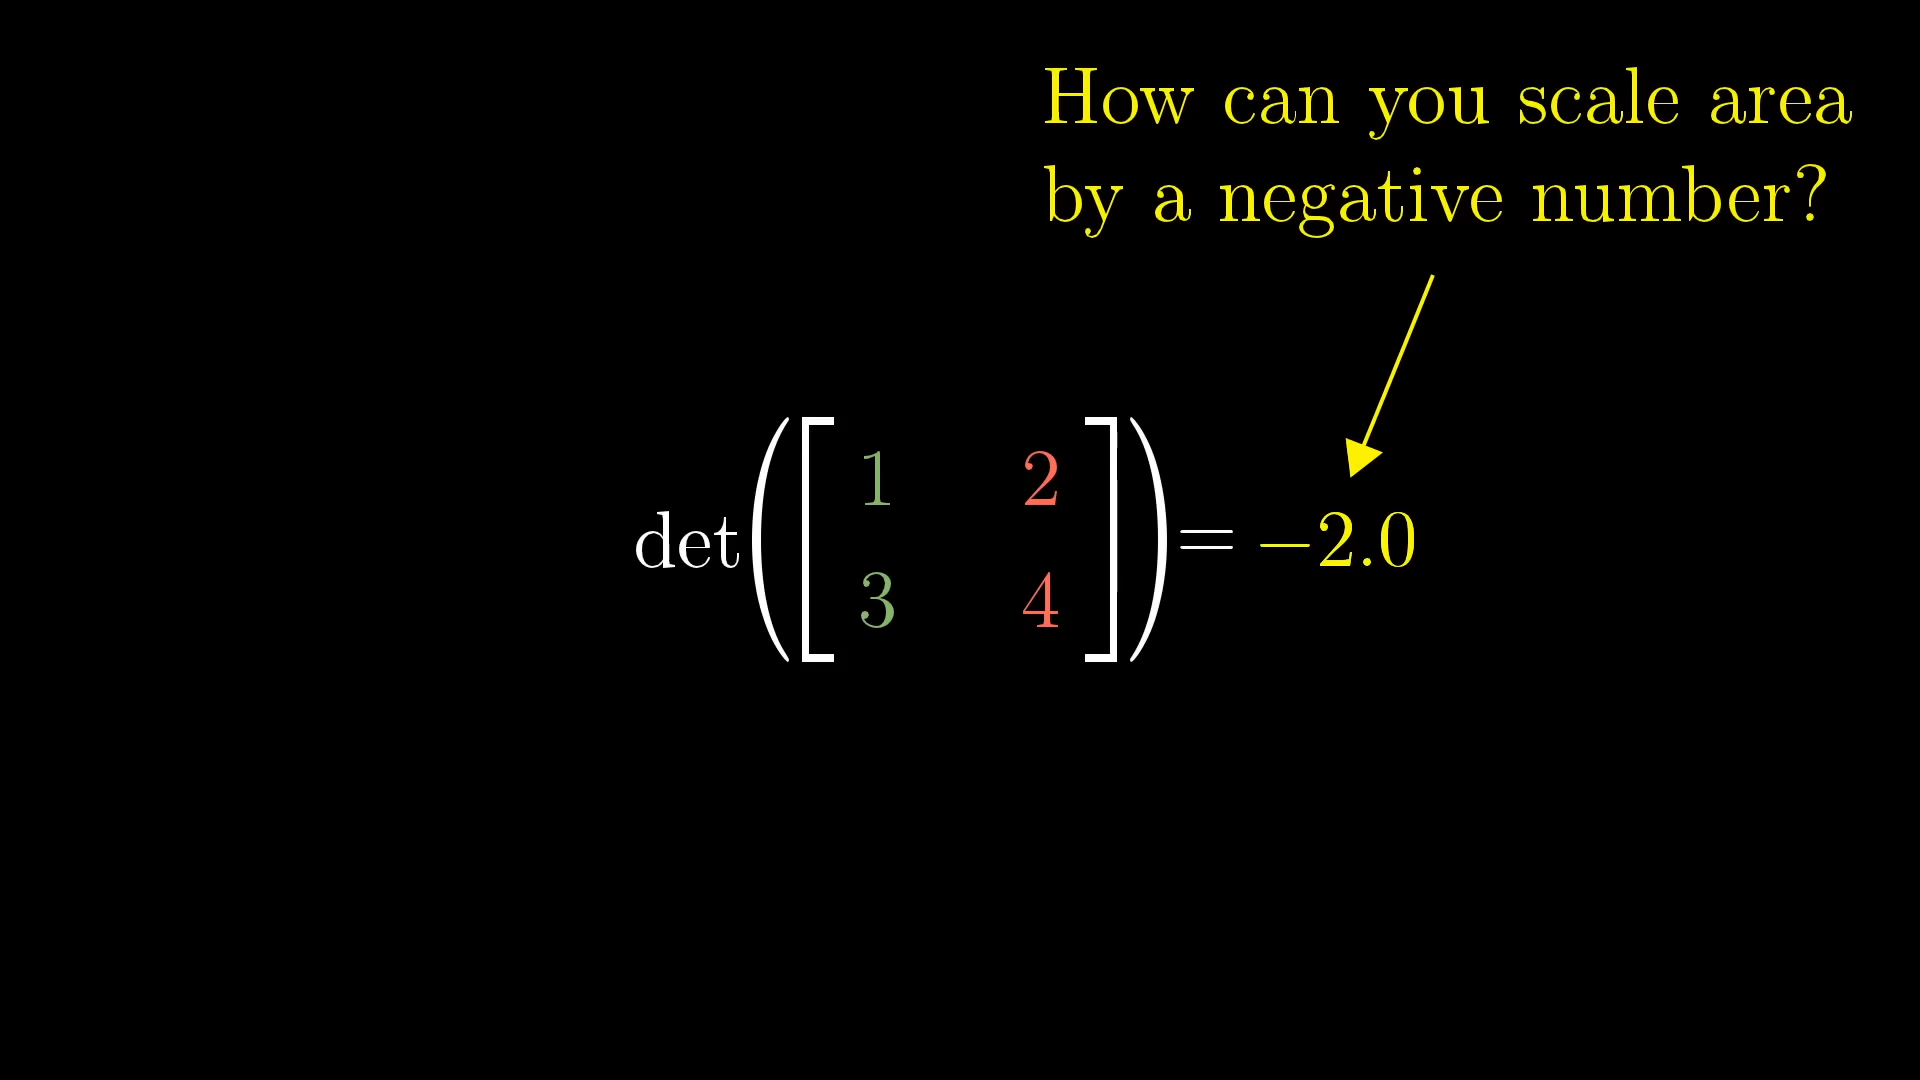 How can you scale area
by a negative number?
det([1 2
3 4]) = −2.0